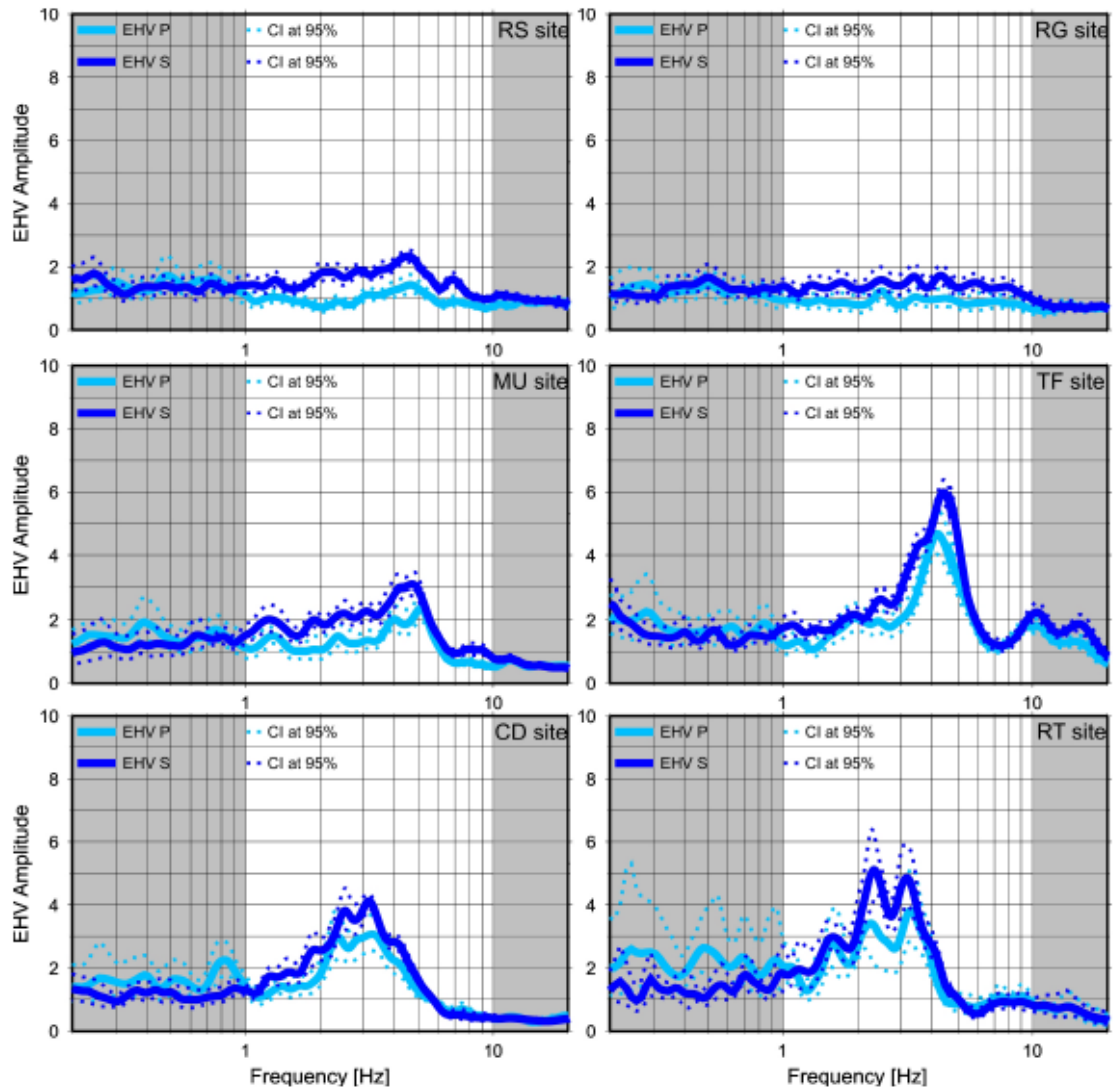 10 EHV P CI at 95% RS site
8 EHV S CI at 95%
6
4
2
0
1 10
EHV Amplitude
10 EHV P CI at 95% RG site
8 EHV S CI at 95%
6
4
2
0
1 10
10 EHV P CI at 95% MU site
8 EHV S CI at 95%
6
4
2
0
1 10
EHV Amplitude
10 EHV P CI at 95% TF site
8 EHV S CI at 95%
6
4
2
0
1 10
10 EHV P CI at 95% CD site
8 EHV S CI at 95%
6
4
2
0
1 10
EHV Amplitude
Frequency [Hz]
10 EHV P CI at 95% RT site
8 EHV S CI at 95%
6
4
2
0
1 10
Frequency [Hz]